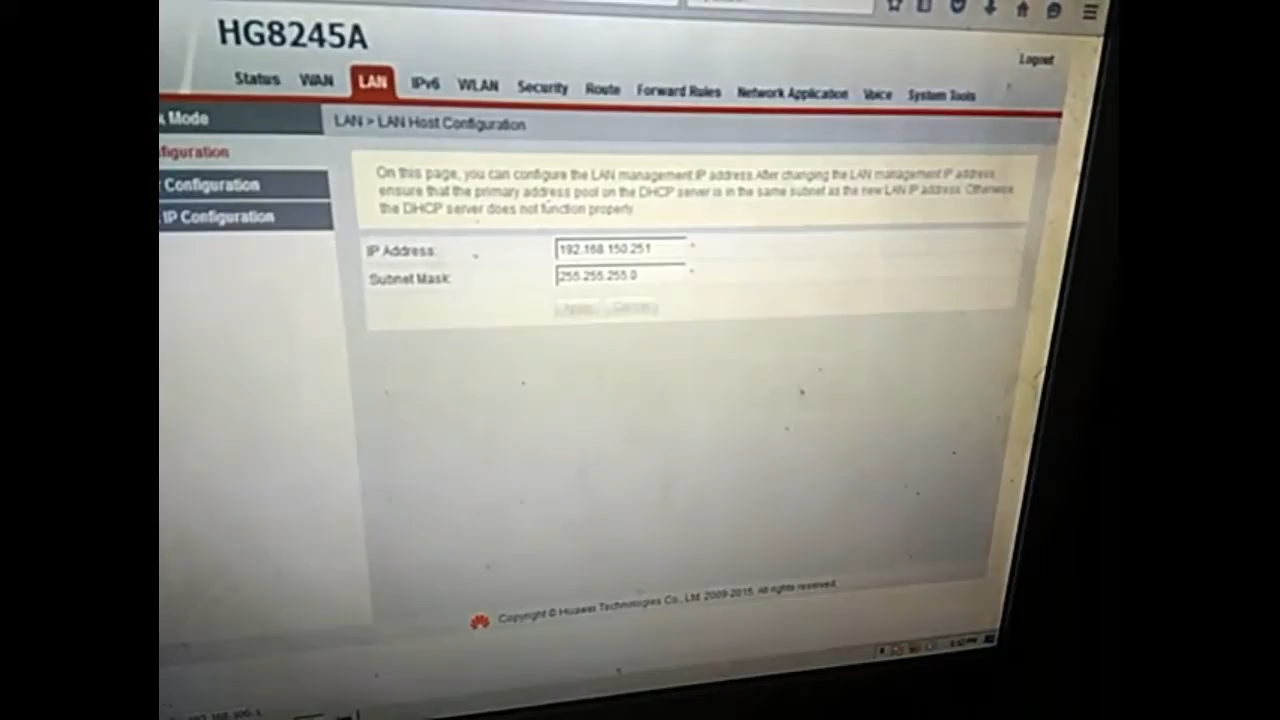 HG8245A
Logout
Status WAN LAN IPv6 WLAN Security Route Forward Rules Network Application Voice System Tools
Mode
LAN > LAN Host Configuration
figuration
Configuration
IP Configuration
On this page, you can configure the LAN management IP address.After changing the LAN management IP address,
ensure that the primary address pool on the DHCP server is in the same subnet as the new LAN IP address. Otherwise,
the DHCP server does not function properly.
IP Address: 192.168.150.251 *
Subnet Mask: 255.255.255.0 *
Apply Cancel
Copyright © Huawei Technologies Co., Ltd. 2009-2015. All rights reserved.